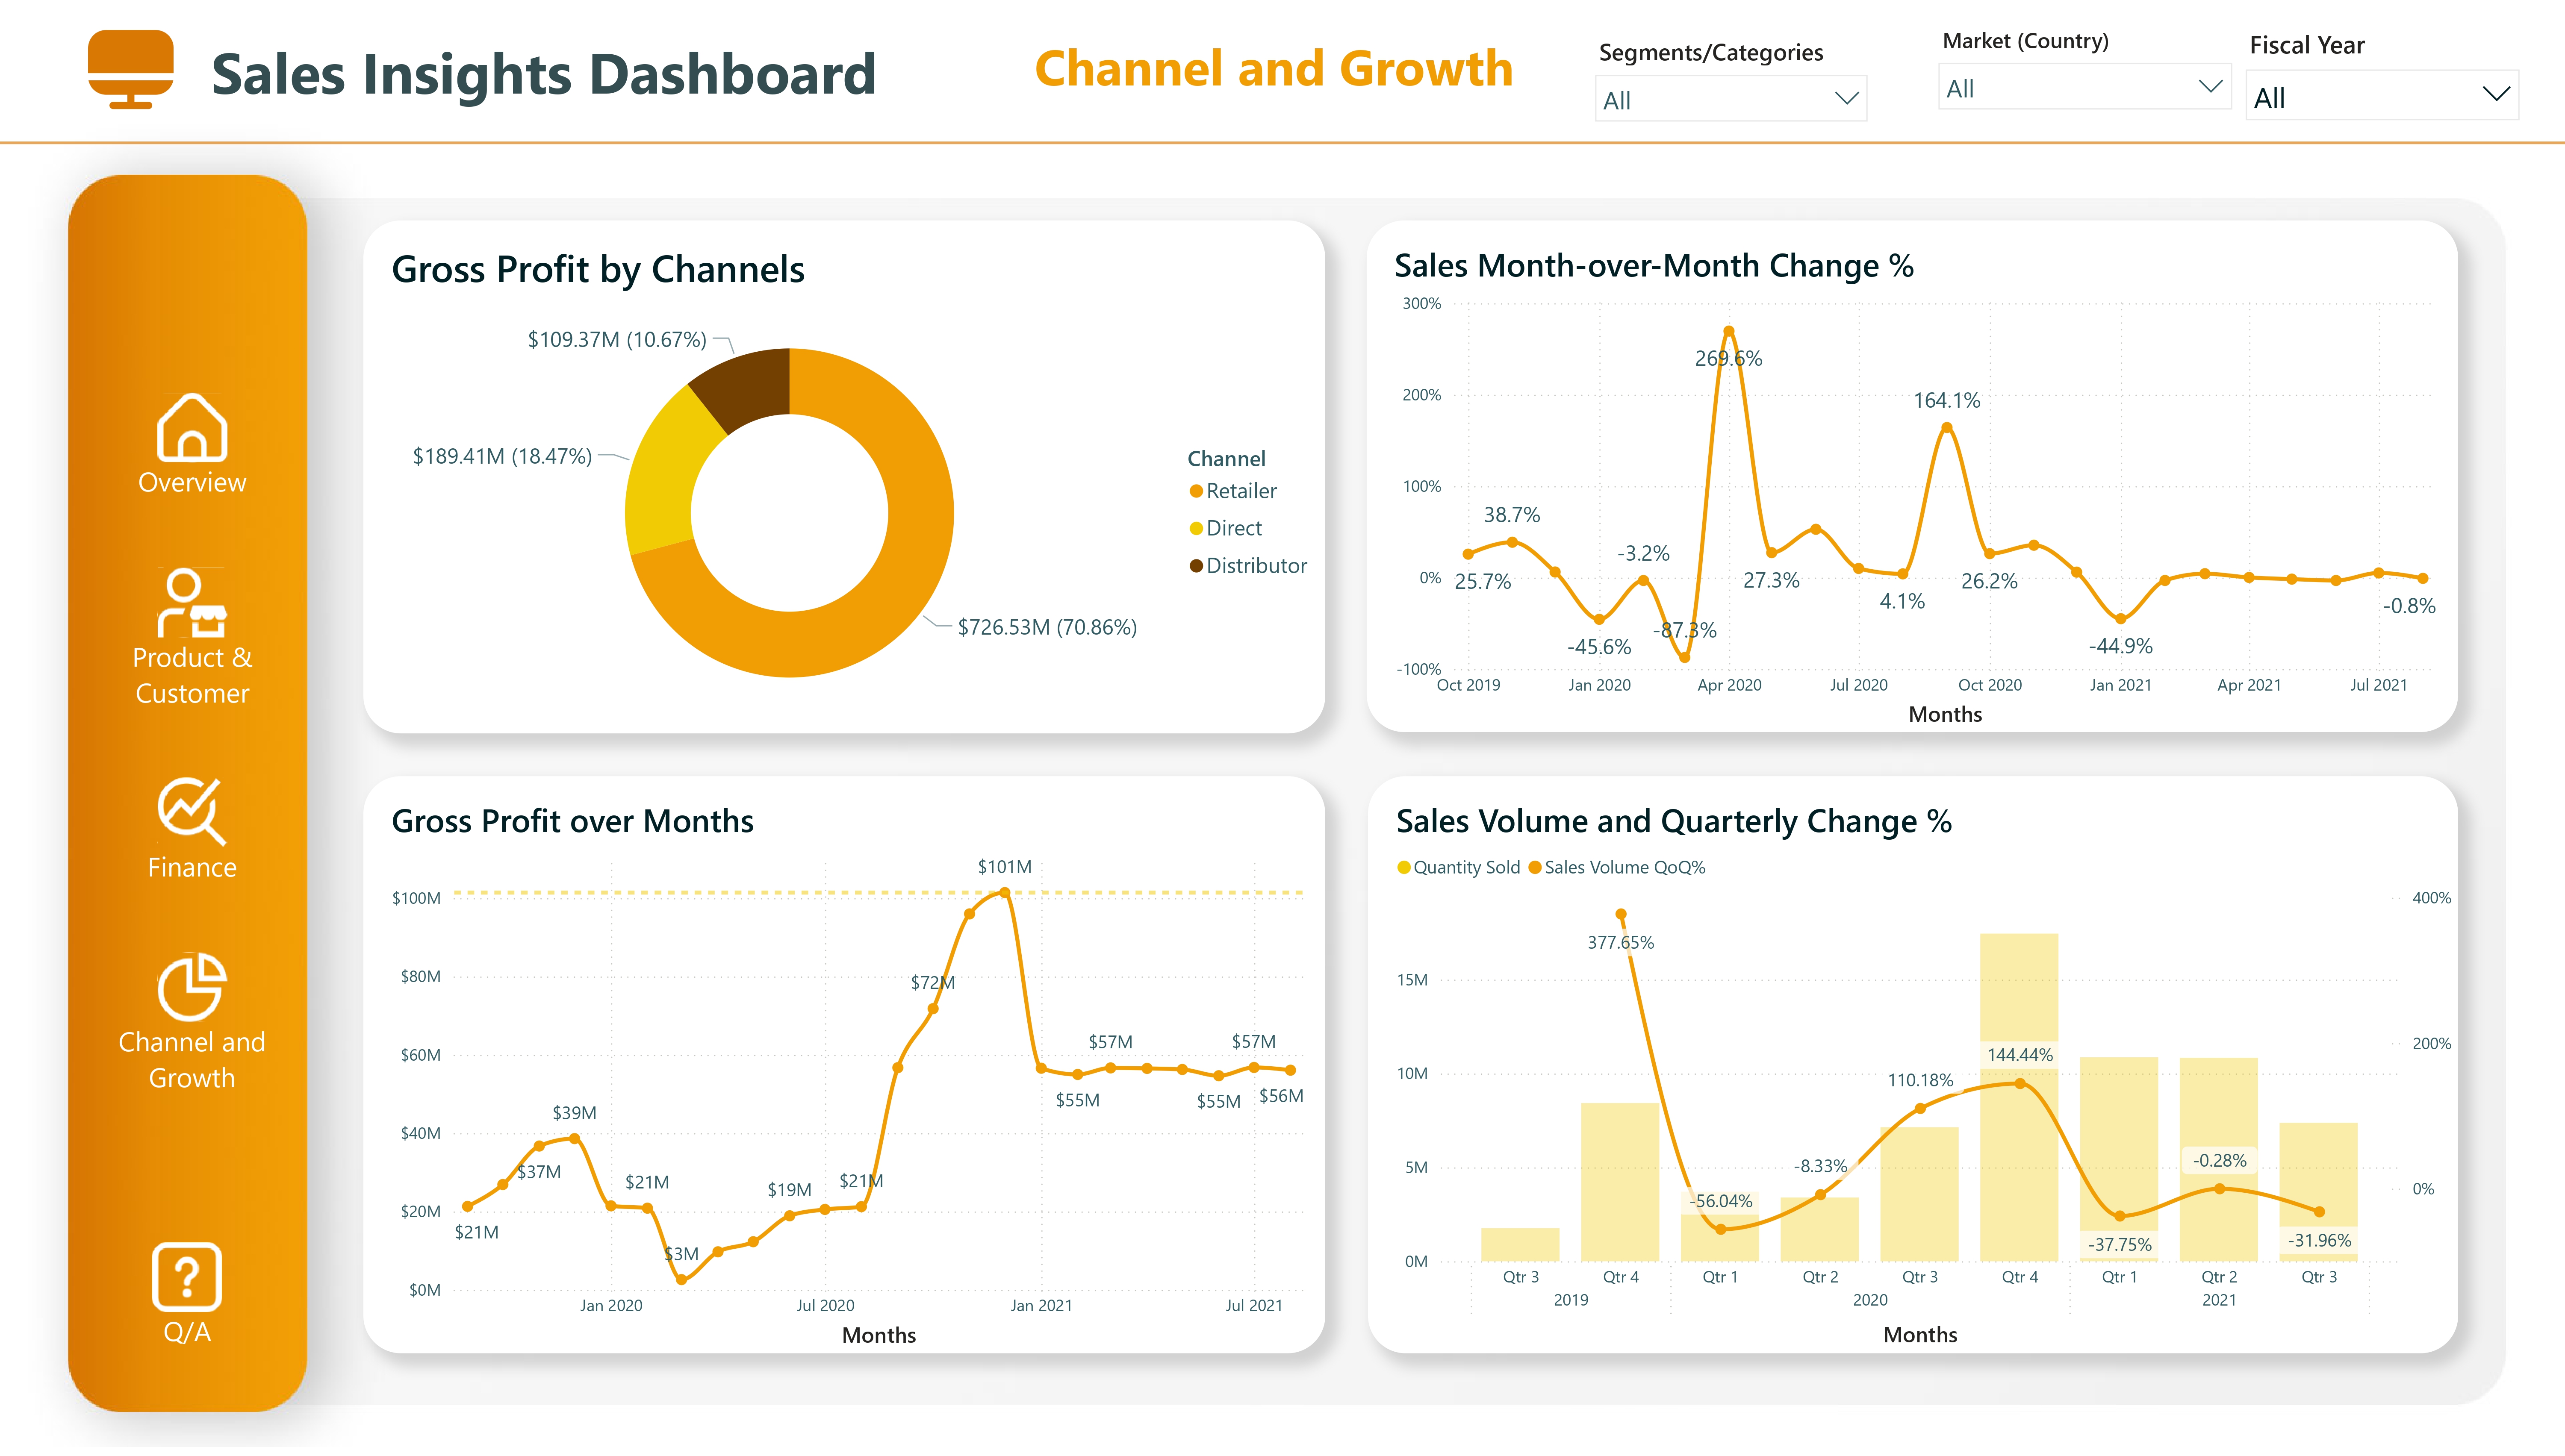 Sales Insights Dashboard
Channel and Growth
Segments/Categories
All
Market (Country)
All
Fiscal Year
All
Overview
Product &
Customer
Finance
Channel and
Growth
Q/A
Gross Profit by Channels
$109.37M (10.67%)
$189.41M (18.47%)
$726.53M (70.86%)
Channel
Retailer
Direct
Distributor
Sales Month-over-Month Change %
300%
200%
100%
0%
-100%
25.7%
38.7%
-45.6%
-3.2%
-87.3%
269.6%
27.3%
4.1%
164.1%
26.2%
-44.9%
-0.8%
Oct 2019
Jan 2020
Apr 2020
Jul 2020
Oct 2020
Jan 2021
Apr 2021
Jul 2021
Months
Gross Profit over Months
$100M
$80M
$60M
$40M
$20M
$0M
$21M
$37M
$39M
$21M
$3M
$19M
$21M
$72M
$101M
$55M
$57M
$55M
$57M
$56M
Jan 2020
Jul 2020
Jan 2021
Jul 2021
Months
Sales Volume and Quarterly Change %
Quantity Sold
Sales Volume QoQ%
15M
10M
5M
0M
400%
200%
0%
377.65%
-56.04%
-8.33%
110.18%
144.44%
-37.75%
-0.28%
-31.96%
Qtr 3
Qtr 4
Qtr 1
Qtr 2
Qtr 3
Qtr 4
Qtr 1
Qtr 2
Qtr 3
2019
2020
2021
Months